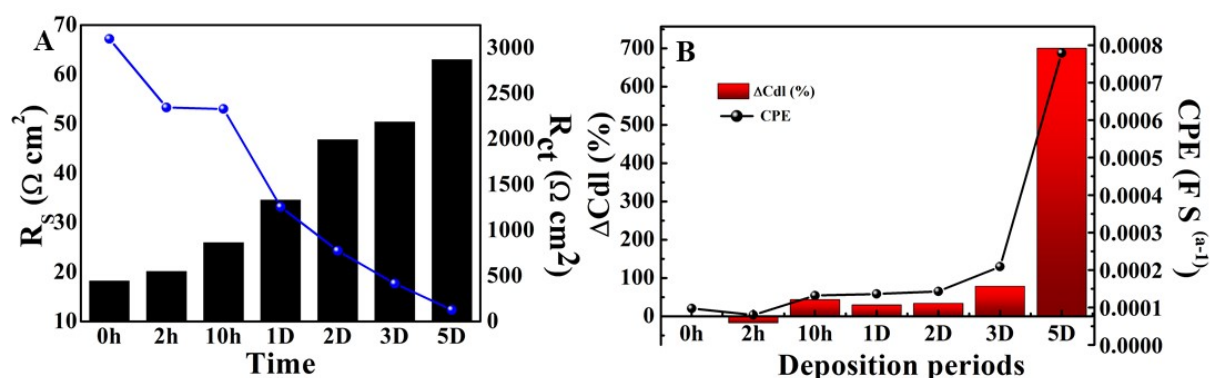 A
70
60
50
40
30
20
10
R_s (Ω cm²)
3000
2500
2000
1500
1000
500
0
R_ct (Ω cm²)
0h 2h 10h 1D 2D 3D 5D
Time
B
700
600
500
400
300
200
100
0
ΔCdl (%)
ΔCdl (%)
CPE
0.0008
0.0007
0.0006
0.0005
0.0004
0.0003
0.0002
0.0001
0.0000
CPE (F S ^(a-1))
0h 2h 10h 1D 2D 3D 5D
Deposition periods